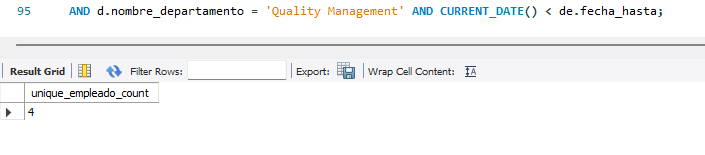 95 AND d.nombre_departamento = 'Quality Management' AND CURRENT_DATE() < de.fecha_hasta;
Result Grid Filter Rows: Export: Wrap Cell Content: IA
unique_empleado_count
4